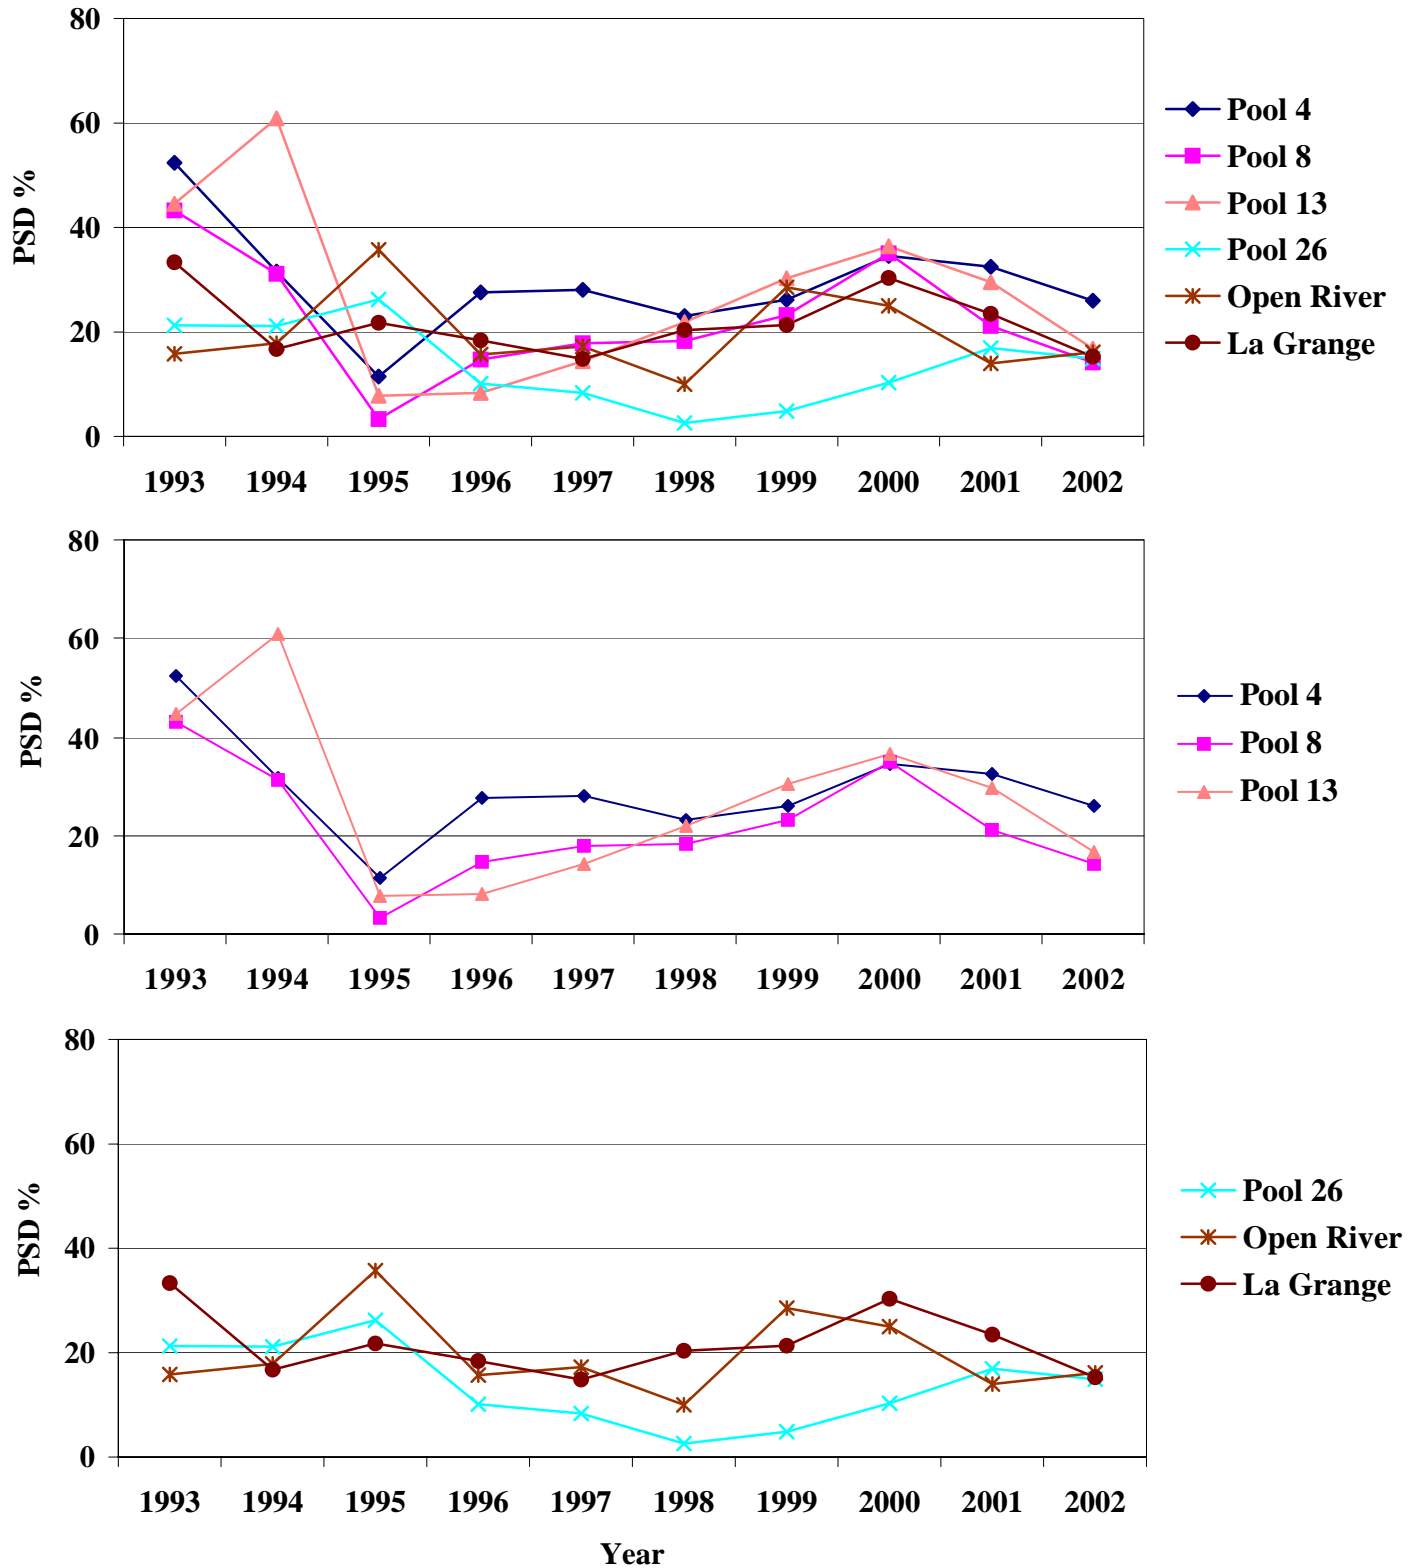 80
60
40
20
0
PSD %
1993 1994 1995 1996 1997 1998 1999 2000 2001 2002
Pool 4
Pool 8
Pool 13
Pool 26
Open River
La Grange
80
60
40
20
0
PSD %
1993 1994 1995 1996 1997 1998 1999 2000 2001 2002
Pool 4
Pool 8
Pool 13
80
60
40
20
0
PSD %
1993 1994 1995 1996 1997 1998 1999 2000 2001 2002
Year
Pool 26
Open River
La Grange